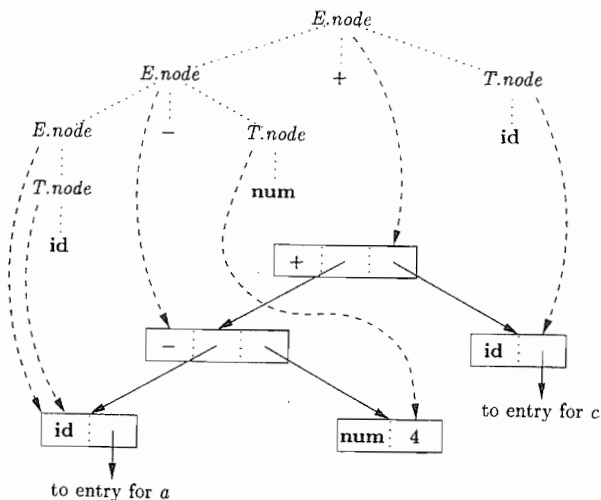 E.node
E.node + T.node
E.node − T.node id
T.node num
id
+
− id
to entry for c
id num 4
to entry for a